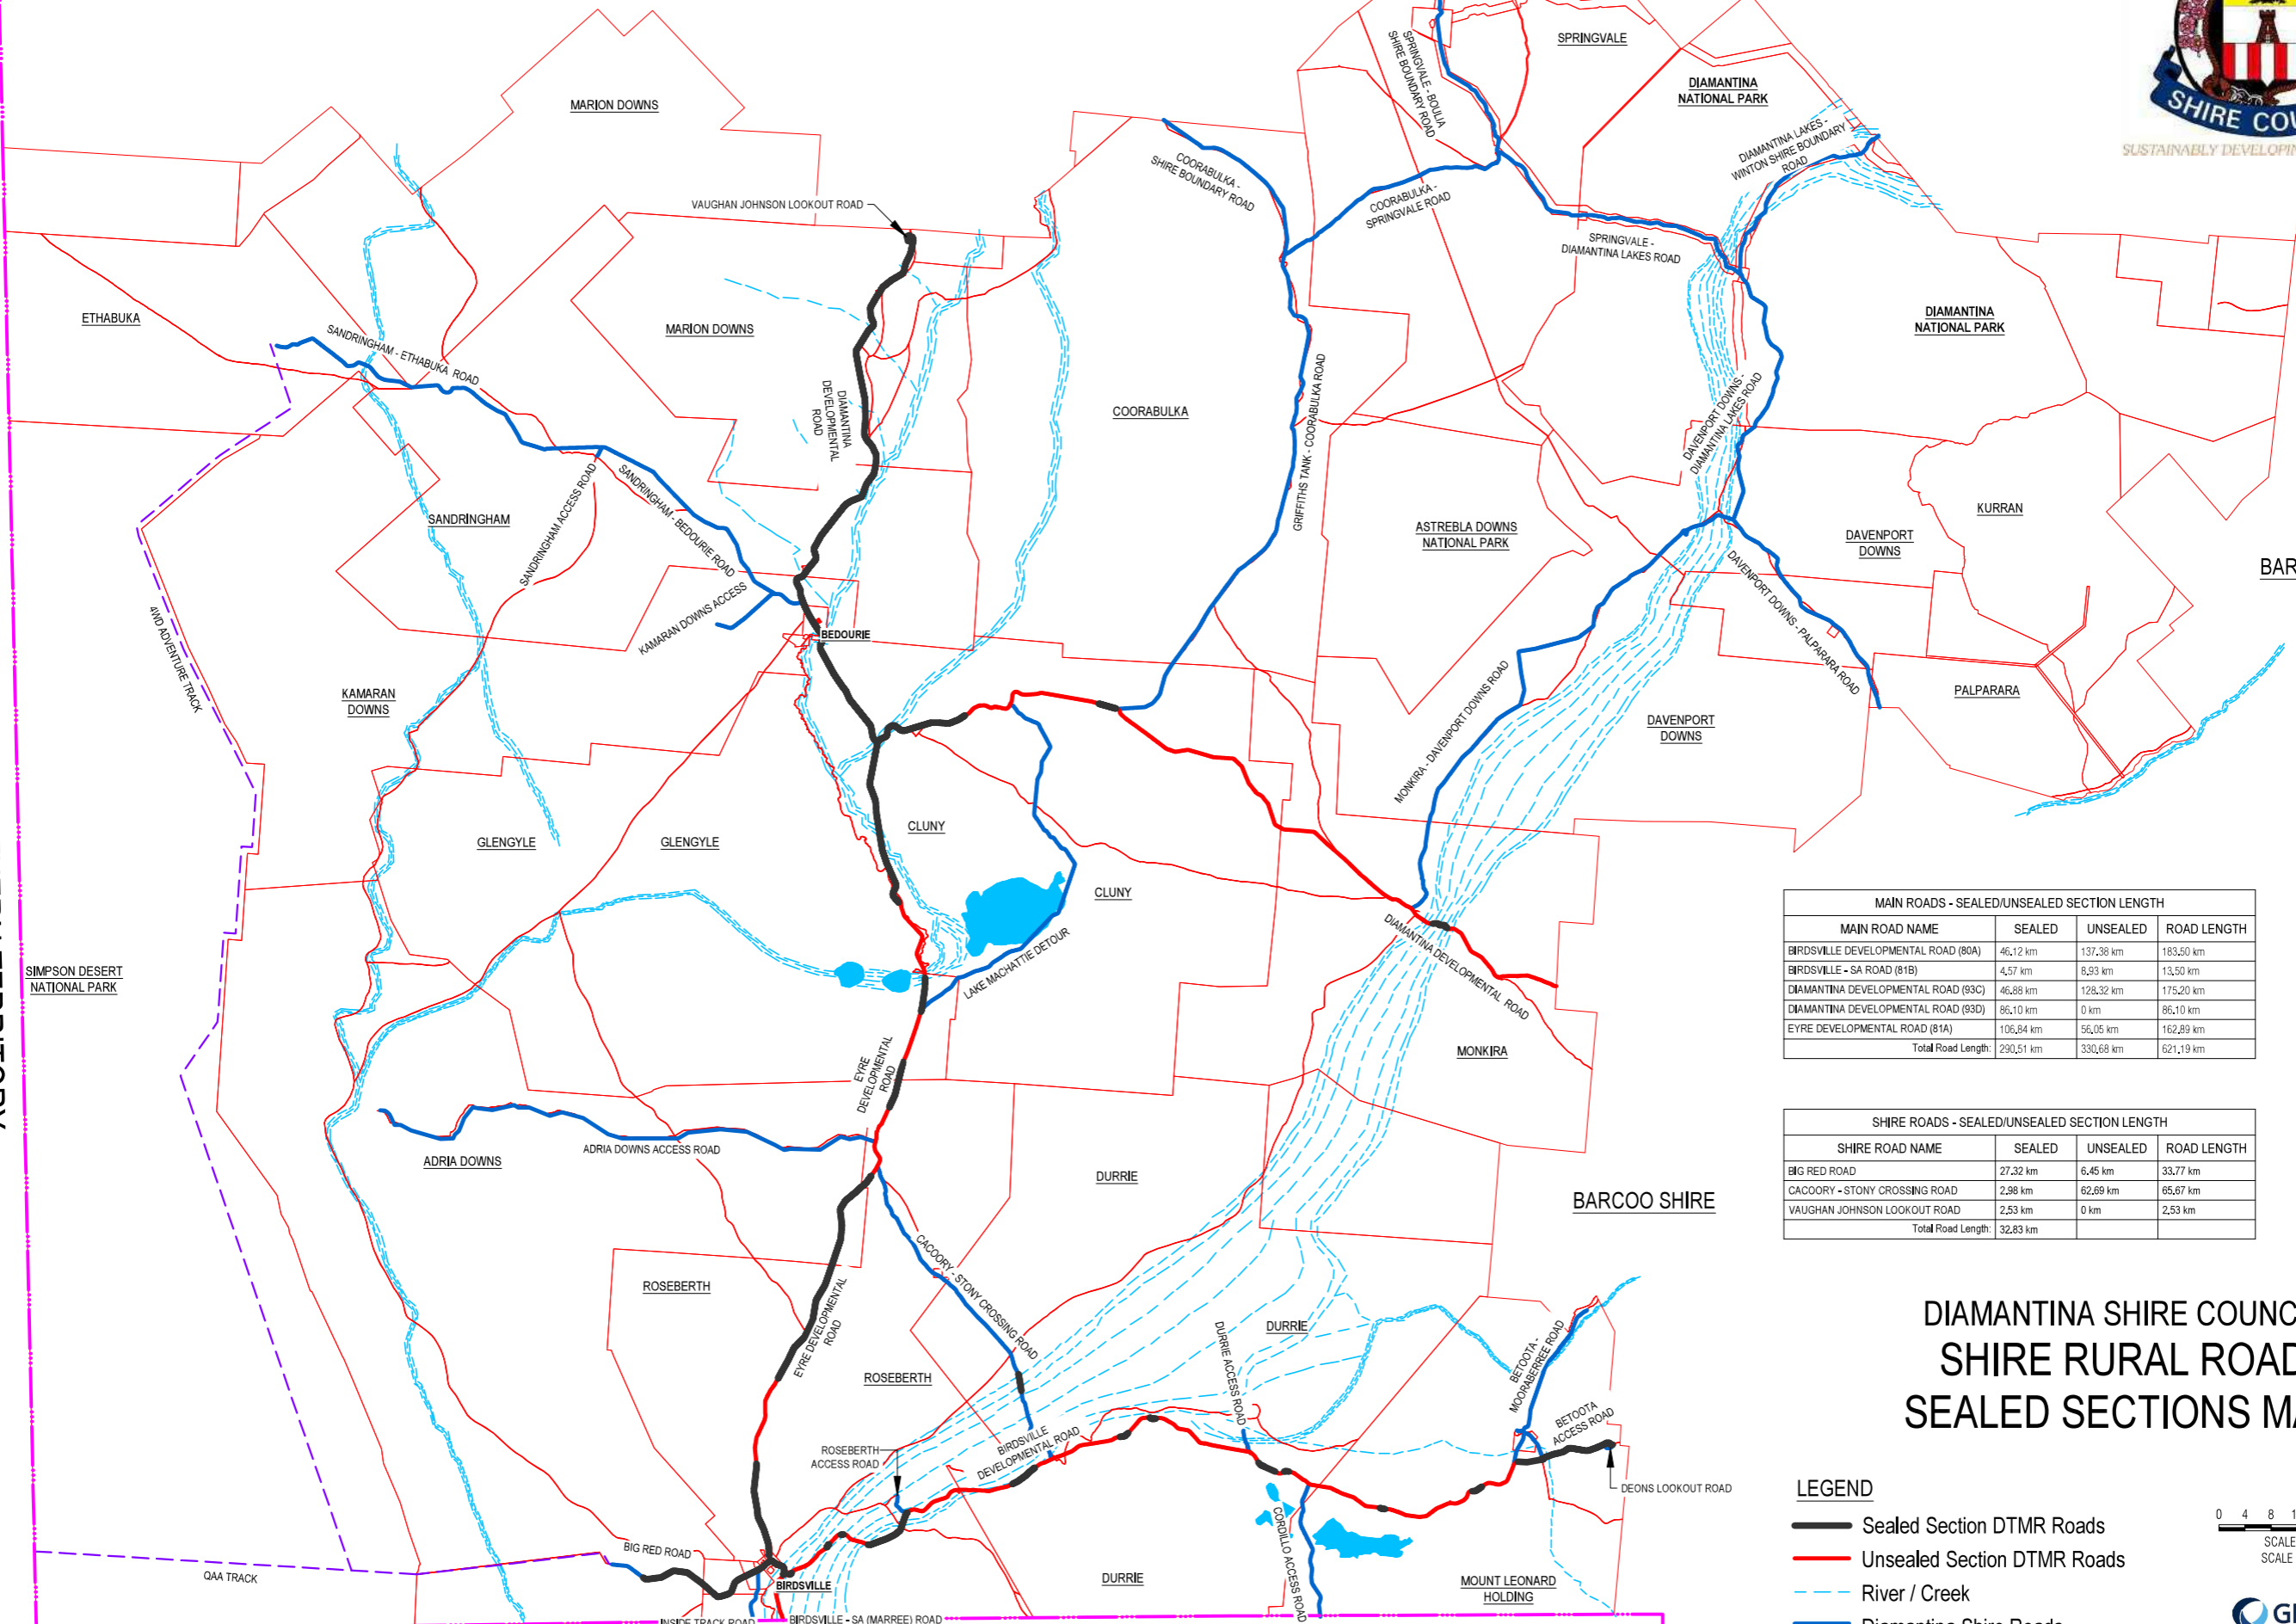 SHIRE COU
SUSTAINABLY DEVELOPIN
SPRINGVALE
SPRINGVALE - BOULIA
SHIRE BOUNDARY ROAD
DIAMANTINA
NATIONAL PARK
MARION DOWNS
DIAMANTINA LAKES -
WINTON SHIRE BOUNDARY
ROAD
COORABULKA -
SHIRE BOUNDARY ROAD
COORABULKA -
SPRINGVALE ROAD
VAUGHAN JOHNSON LOOKOUT ROAD
SPRINGVALE -
DIAMANTINA LAKES ROAD
ETHABUKA
SANDRINGHAM - ETHABUKA ROAD
MARION DOWNS
DIAMANTINA
NATIONAL PARK
DIAMANTINA
DEVELOPMENTAL
ROAD
COORABULKA
GRIFFITHS TANK - COORABULKA ROAD
DAVENPORT DOWNS -
DIAMANTINA LAKES ROAD
SANDRINGHAM
SANDRINGHAM ACCESS ROAD
SANDRINGHAM - BEDOURIE ROAD
ASTREBLA DOWNS
NATIONAL PARK
KURRAN
DAVENPORT
DOWNS
BAR
KAMARAN DOWNS ACCESS
BEDOURIE
4WD ADVENTURE TRACK
DAVENPORT DOWNS - PALPARARA ROAD
KAMARAN
DOWNS
PALPARARA
MONKIRA - DAVENPORT DOWNS ROAD
DAVENPORT
DOWNS
GLENGYLE
GLENGYLE
CLUNY
CLUNY
SIMPSON DESERT
NATIONAL PARK
LAKE MACHATTIE DETOUR
DIAMANTINA DEVELOPMENTAL ROAD
MAIN ROADS - SEALED/UNSEALED SECTION LENGTH
MAIN ROAD NAME SEALED UNSEALED ROAD LENGTH
BIRDSVILLE DEVELOPMENTAL ROAD (80A) 46.12 km 137.38 km 183.50 km
BIRDSVILLE - SA ROAD (81B) 4.57 km 8.93 km 13.50 km
DIAMANTINA DEVELOPMENTAL ROAD (93C) 46.88 km 128.32 km 175.20 km
DIAMANTINA DEVELOPMENTAL ROAD (93D) 86.10 km 0 km 86.10 km
EYRE DEVELOPMENTAL ROAD (81A) 106.84 km 56.05 km 162.89 km
Total Road Length: 290.51 km 330.68 km 621.19 km
EYRE
DEVELOPMENTAL
ROAD
MONKIRA
ADRIA DOWNS
ADRIA DOWNS ACCESS ROAD
DURRIE
BARCOO SHIRE
SHIRE ROADS - SEALED/UNSEALED SECTION LENGTH
SHIRE ROAD NAME SEALED UNSEALED ROAD LENGTH
BIG RED ROAD 27.32 km 6.45 km 33.77 km
CACOORY - STONY CROSSING ROAD 2.98 km 62.69 km 65.67 km
VAUGHAN JOHNSON LOOKOUT ROAD 2.53 km 0 km 2.53 km
Total Road Length: 32.83 km
ROSEBERTH
EYRE DEVELOPMENTAL
ROAD
CACOORY - STONY CROSSING ROAD
ROSEBERTH
DURRIE ACCESS ROAD
DURRIE
BETOOTA -
MOORABERREE ROAD
BETOOTA
ACCESS ROAD
DIAMANTINA SHIRE COUNC
SHIRE RURAL ROAD
SEALED SECTIONS MA
ROSEBERTH
ACCESS ROAD
BIRDSVILLE
DEVELOPMENTAL ROAD
DEONS LOOKOUT ROAD
CORDILLO ACCESS ROAD
BIG RED ROAD
QAA TRACK
BIRDSVILLE
DURRIE
MOUNT LEONARD
HOLDING
INSIDE TRACK ROAD
BIRDSVILLE - SA (MARREE) ROAD
LEGEND
Sealed Section DTMR Roads
Unsealed Section DTMR Roads
River / Creek
Diamantina Shire Roads
0 4 8 1
SCALE
SCALE